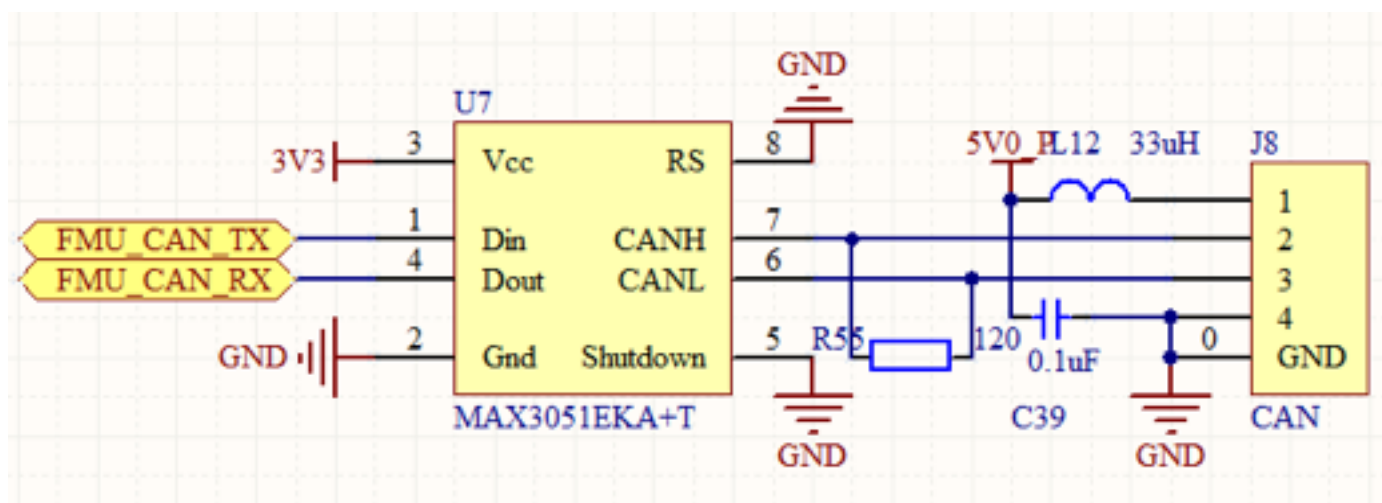 GND
U7
3V3
3
Vcc
RS
8
5V0_P
L12
33uH
J8
1
FMU_CAN_TX
1
Din
CANH
7
2
FMU_CAN_RX
4
Dout
CANL
6
3
4
GND
2
Gnd
Shutdown
5
R55
120
0.1uF
0
GND
MAX3051EKA+T
GND
C39
GND
CAN